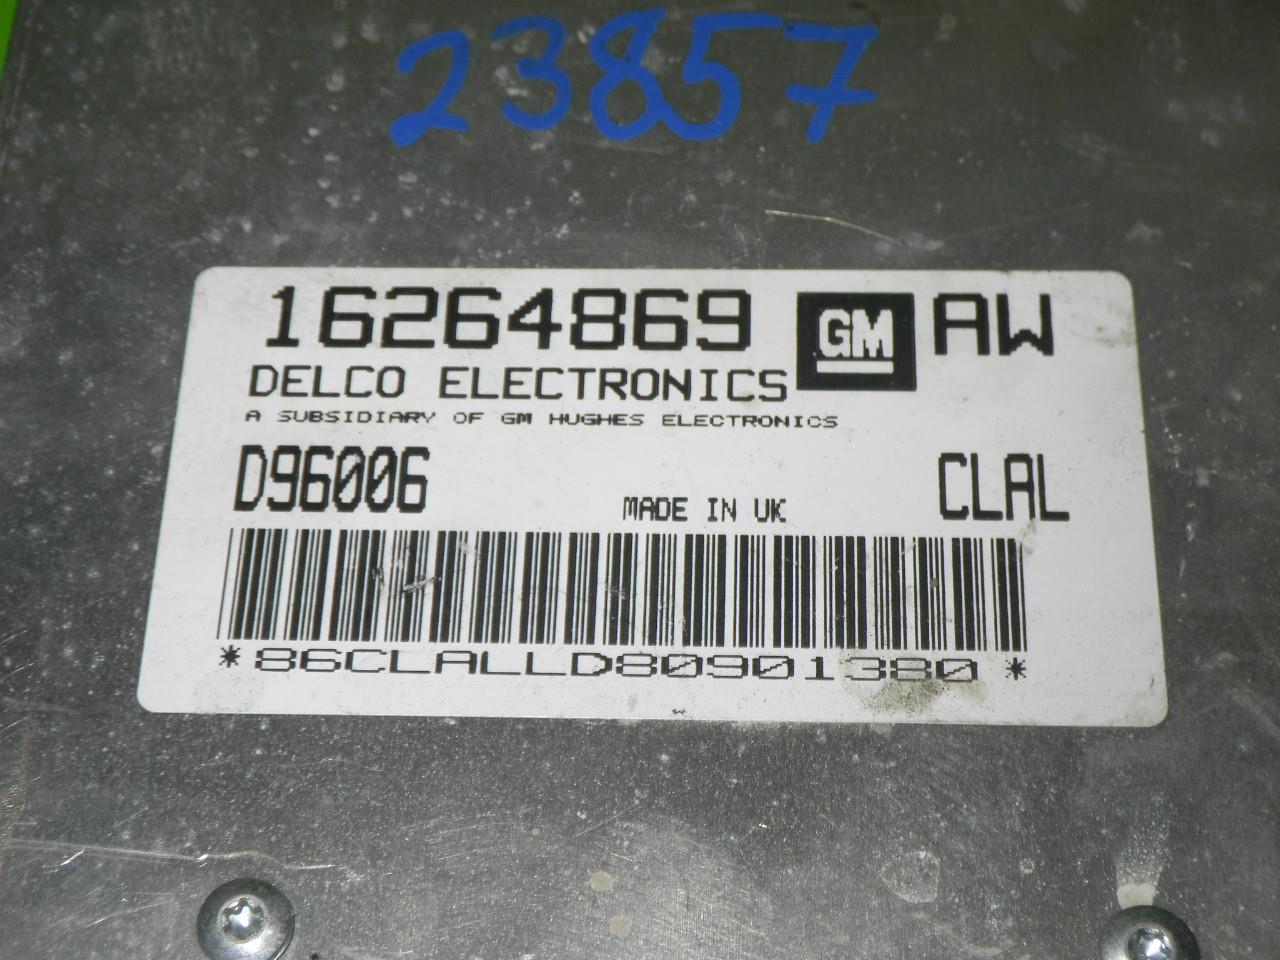 23857
16264869 GM AW
DELCO ELECTRONICS
A SUBSIDIARY OF GM HUGHES ELECTRONICS
D96006 MADE IN UK CLAL
*86CLALLD80901380*